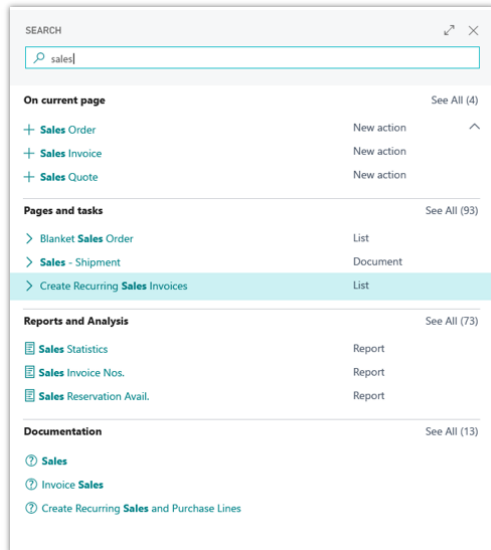 SEARCH
sales
On current page See All (4)
Sales Order New action
Sales Invoice New action
Sales Quote New action
Pages and tasks See All (93)
Blanket Sales Order List
Sales - Shipment Document
Create Recurring Sales Invoices List
Reports and Analysis See All (73)
Sales Statistics Report
Sales Invoice Nos. Report
Sales Reservation Avail. Report
Documentation See All (13)
Sales
Invoice Sales
Create Recurring Sales and Purchase Lines